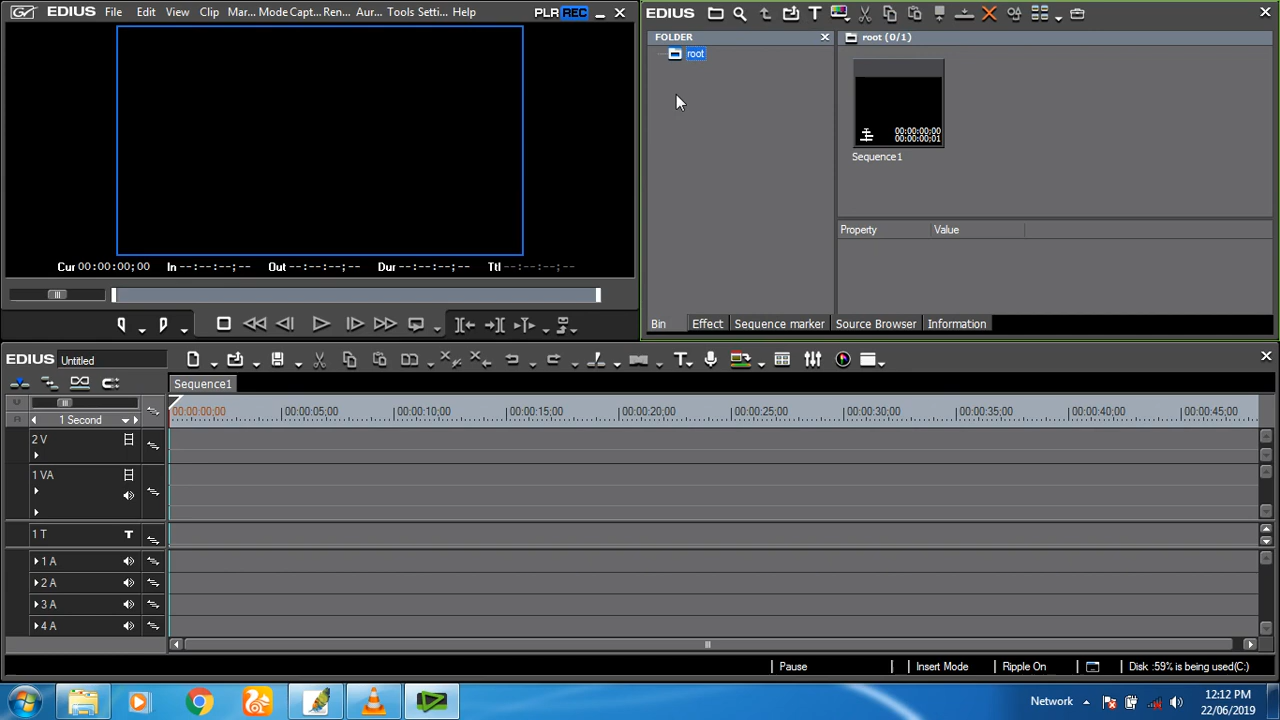 EDIUS File Edit View Clip Mar... Mode Capt... Ren... Aur... Tools Setti... Help PLR REC
Cur 00:00:00;00 In --:--:--;-- Out --:--:--;-- Dur --:--:--;-- Ttl --:--:--;--
EDIUS T
FOLDER
root
root (0/1)
00:00:00;00
00:00:00;01
Sequence1
Property Value
Bin Effect Sequence marker Source Browser Information
EDIUS Untitled
Sequence1
1 Second
00:00:00;00 00:00:05;00 00:00:10;00 00:00:15;00 00:00:20;00 00:00:25;00 00:00:30;00 00:00:35;00 00:00:40;00 00:00:45;00
2 V
1 VA
1 T T
1 A
2 A
3 A
4 A
Pause Insert Mode Ripple On Disk :59% is being used(C:)
Network 12:12 PM
22/06/2019